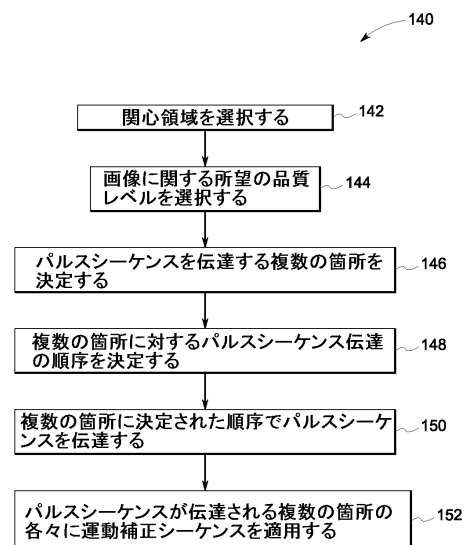 140
関心領域を選択する
142
画像に関する所望の品質
レベルを選択する
144
パルスシーケンスを伝達する複数の箇所を
決定する
146
複数の箇所に対するパルスシーケンス伝達
の順序を決定する
148
複数の箇所に決定された順序でパルスシーケ
ンスを伝達する
150
パルスシーケンスが伝達される複数の箇所の
各々に運動補正シーケンスを適用する
152